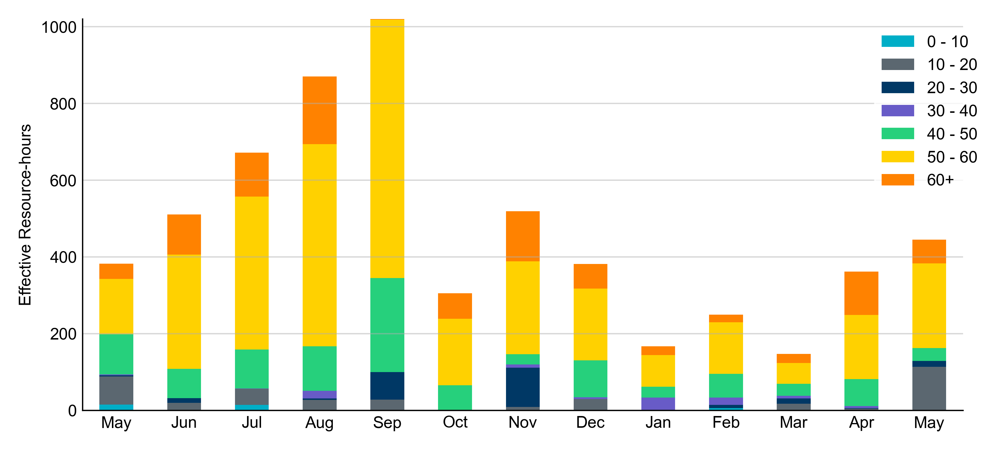 Effective Resource-hours
1000
800
600
400
200
0
May Jun Jul Aug Sep Oct Nov Dec Jan Feb Mar Apr May
0 - 10
10 - 20
20 - 30
30 - 40
40 - 50
50 - 60
60+